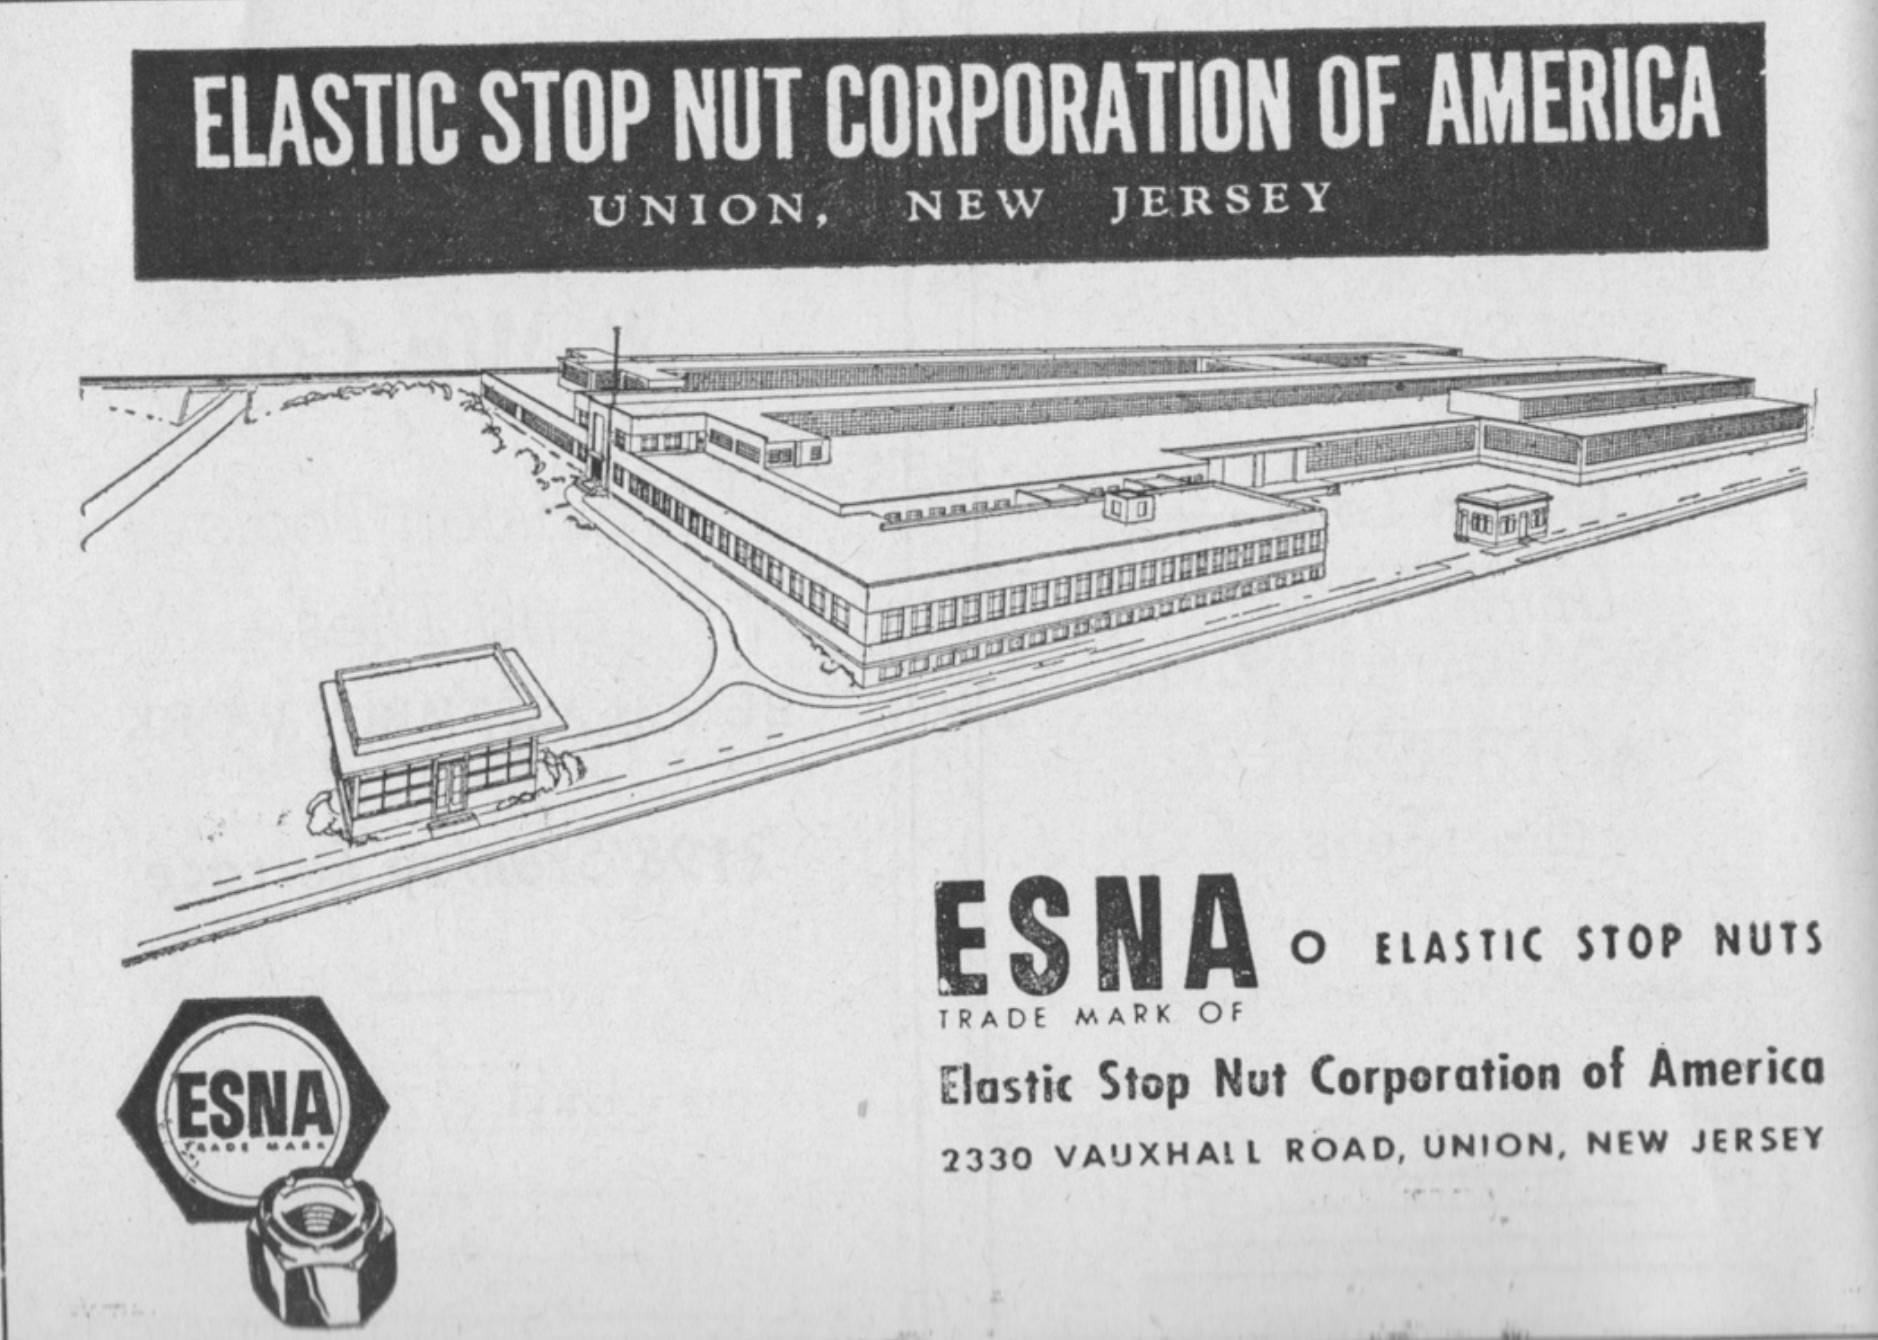 ELASTIC STOP NUT CORPORATION OF AMERICA
UNION, NEW JERSEY
ESNA O ELASTIC STOP NUTS
TRADE MARK OF
Elastic Stop Nut Corporation of America
2330 VAUXHALL ROAD, UNION, NEW JERSEY
ESNA
TRADE MARK